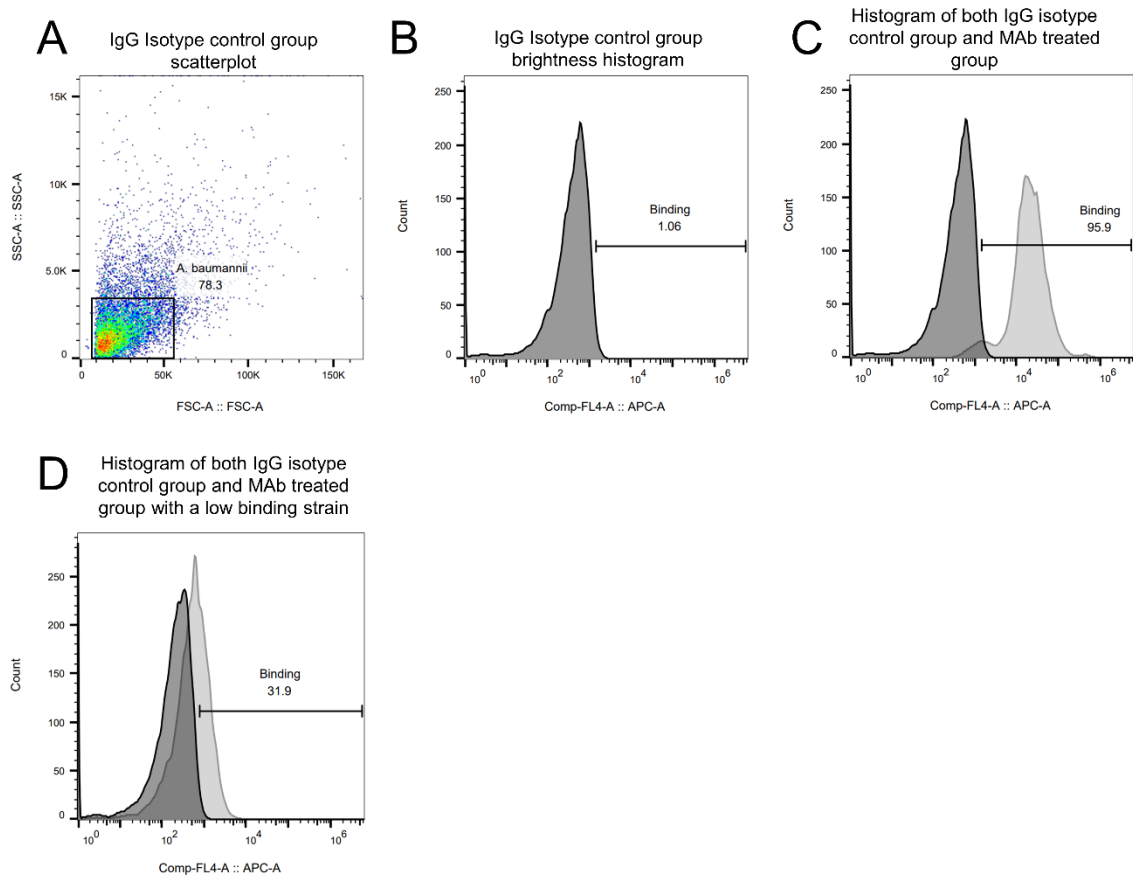 A
IgG Isotype control group
scatterplot
15K
10K
5.0K
0
SSC-A :: SSC-A
A. baumannii
78.3
0
50K
100K
150K
FSC-A :: FSC-A
B
IgG Isotype control group
brightness histogram
250
200
150
100
50
0
Count
Binding
1.06
10^0
10^2
10^4
10^6
Comp-FL4-A :: APC-A
C
Histogram of both IgG isotype
control group and MAb treated
group
250
200
150
100
50
0
Count
Binding
95.9
10^0
10^2
10^4
10^6
Comp-FL4-A :: APC-A
D
Histogram of both IgG isotype
control group and MAb treated
group with a low binding strain
250
200
150
100
50
0
Count
Binding
31.9
10^0
10^2
10^4
10^6
Comp-FL4-A :: APC-A